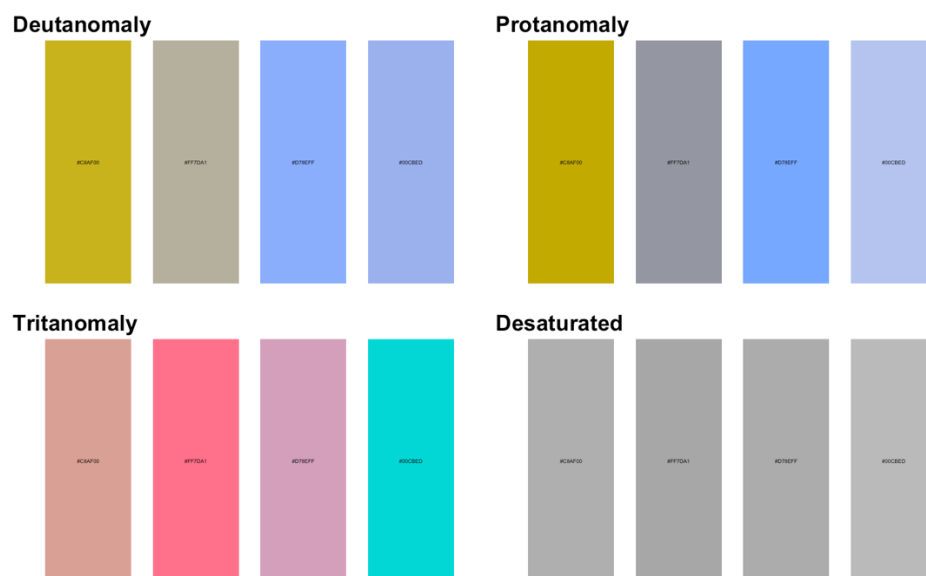 Deutanomaly
#C6AF00
#FF7DA1
#D78EFF
#00CBED
Protanomaly
#C6AF00
#FF7DA1
#D78EFF
#00CBED
Tritanomaly
#C6AF00
#FF7DA1
#D78EFF
#00CBED
Desaturated
#C6AF00
#FF7DA1
#D78EFF
#00CBED